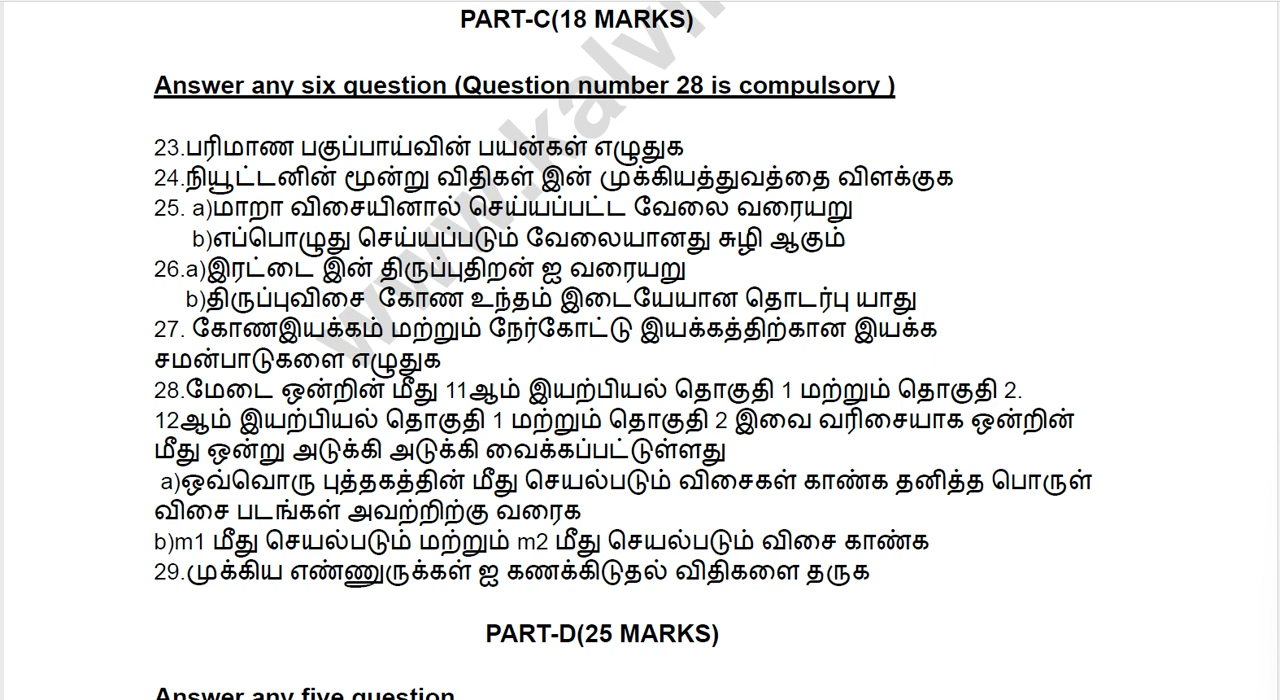 PART-C(18 MARKS)
Answer any six question (Question number 28 is compulsory )
23.பரிமாண பகுப்பாய்வின் பயன்கள் எழுதுக
24.நியூட்டனின் மூன்று விதிகள் இன் முக்கியத்துவத்தை விளக்குக
25. a)மாறா விசையினால் செய்யப்பட்ட வேலை வரையறு
b)எப்பொழுது செய்யப்படும் வேலையானது சுழி ஆகும்
26.a)இரட்டை இன் திருப்புதிறன் ஐ வரையறு
b)திருப்புவிசை கோண உந்தம் இடையேயான தொடர்பு யாது
27. கோணஇயக்கம் மற்றும் நேர்கோட்டு இயக்கத்திற்கான இயக்க
சமன்பாடுகளை எழுதுக
28.மேடை ஒன்றின் மீது 11ஆம் இயற்பியல் தொகுதி 1 மற்றும் தொகுதி 2.
12ஆம் இயற்பியல் தொகுதி 1 மற்றும் தொகுதி 2 இவை வரிசையாக ஒன்றின்
மீது ஒன்று அடுக்கி அடுக்கி வைக்கப்பட்டுள்ளது
a)ஒவ்வொரு புத்தகத்தின் மீது செயல்படும் விசைகள் காண்க தனித்த பொருள்
விசை படங்கள் அவற்றிற்கு வரைக
b)m1 மீது செயல்படும் மற்றும் m2 மீது செயல்படும் விசை காண்க
29.முக்கிய எண்ணுருக்கள் ஐ கணக்கிடுதல் விதிகளை தருக
PART-D(25 MARKS)
Answer any five question